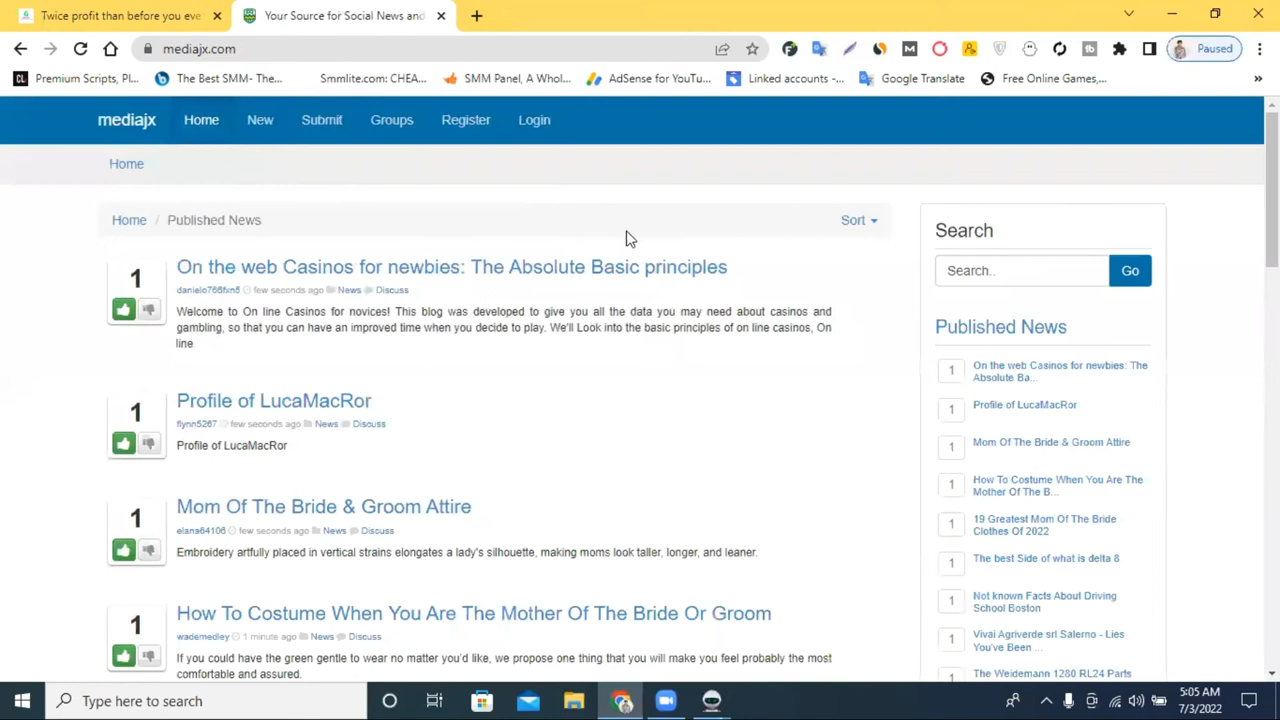 Twice profit than before you eve
Your Source for Social News and
mediajx.com
Paused
Premium Scripts, Pl...
The Best SMM- The...
Smmlite.com: CHEA...
SMM Panel, A Whol...
AdSense for YouTu...
Linked accounts -...
Google Translate
Free Online Games,...
»
mediajx
Home
New
Submit
Groups
Register
Login
Home
Home / Published News
Sort
Search
Search..
Go
1
On the web Casinos for newbies: The Absolute Basic principles
few seconds ago News Discuss
Welcome to On line Casinos for novices! This blog was developed to give you all the data you may need about casinos and
gambling, so that you can have an improved time when you decide to play. We'll Look into the basic principles of on line casinos, On
line
1
Profile of LucaMacRor
flynn5267 few seconds ago News Discuss
Profile of LucaMacRor
1
Mom Of The Bride & Groom Attire
elana64106 few seconds ago News Discuss
Embroidery artfully placed in vertical strains elongates a lady's silhouette, making moms look taller, longer, and leaner.
1
How To Costume When You Are The Mother Of The Bride Or Groom
wademedley 1 minute ago News Discuss
If you could have the green gentle to wear no matter you'd like, we propose one thing that you will make you feel probably the most
comfortable and assured.
Published News
1
On the web Casinos for newbies: The
Absolute Ba...
1
Profile of LucaMacRor
1
Mom Of The Bride & Groom Attire
1
How To Costume When You Are The
Mother Of The B...
1
19 Greatest Mom Of The Bride
Clothes Of 2022
1
The best Side of what is delta 8
1
Not known Facts About Driving
School Boston
1
Vivai Agriverde srl Salerno - Lies
You've Been ...
1
The Weidemann 1280 RL24 Parts
Type here to search
5:05 AM
7/3/2022